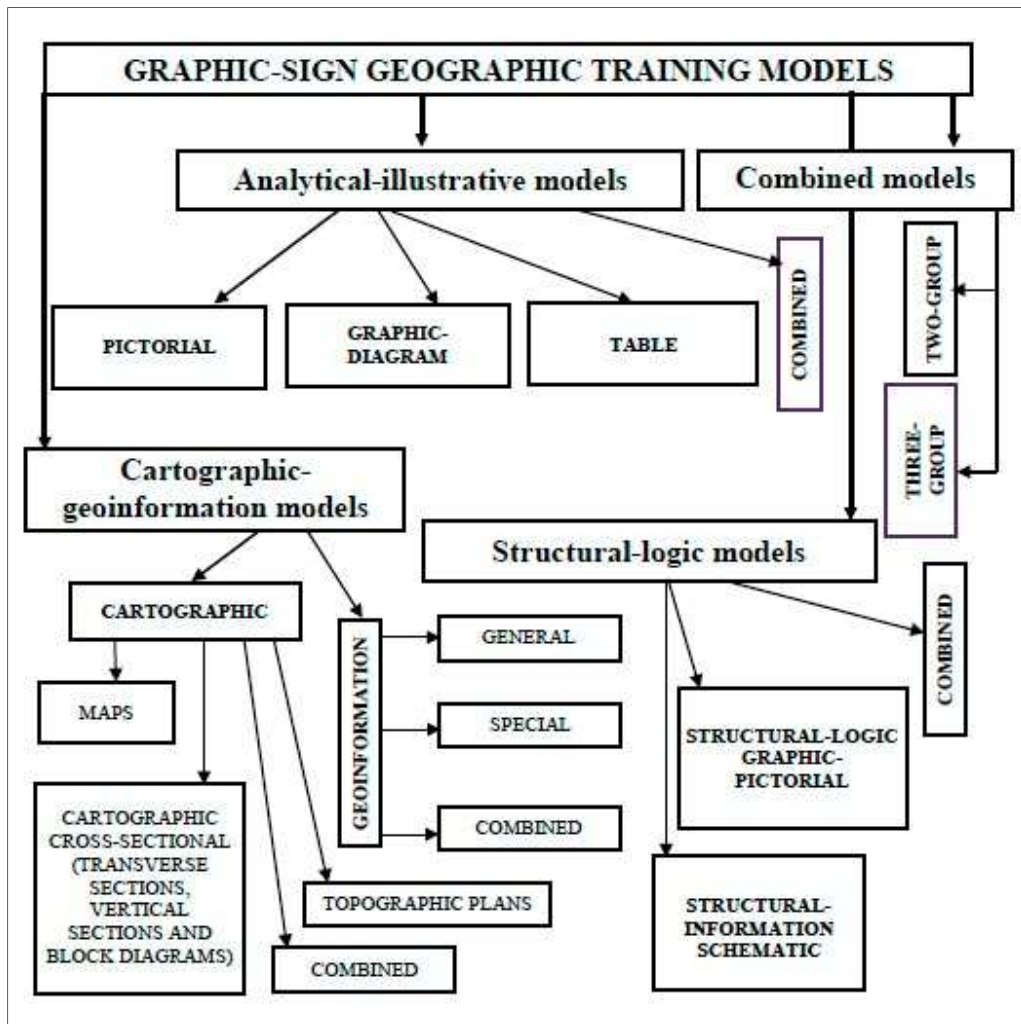 GRAPHIC-SIGN GEOGRAPHIC TRAINING MODELS
Analytical-illustrative models
Combined models
PICTORIAL
GRAPHIC-
DIAGRAM
TABLE
COMBINED
TWO-GROUP
THREE-
GROUP
Cartographic-
geoinformation models
Structural-logic models
CARTOGRAPHIC
GEOINFORMATION
GENERAL
SPECIAL
COMBINED
MAPS
CARTOGRAPHIC
CROSS-SECTIONAL
(TRANSVERSE
SECTIONS,
VERTICAL
SECTIONS AND
BLOCK DIAGRAMS)
TOPOGRAPHIC PLANS
COMBINED
COMBINED
STRUCTURAL-LOGIC
GRAPHIC-
PICTORIAL
STRUCTURAL-
INFORMATION
SCHEMATIC